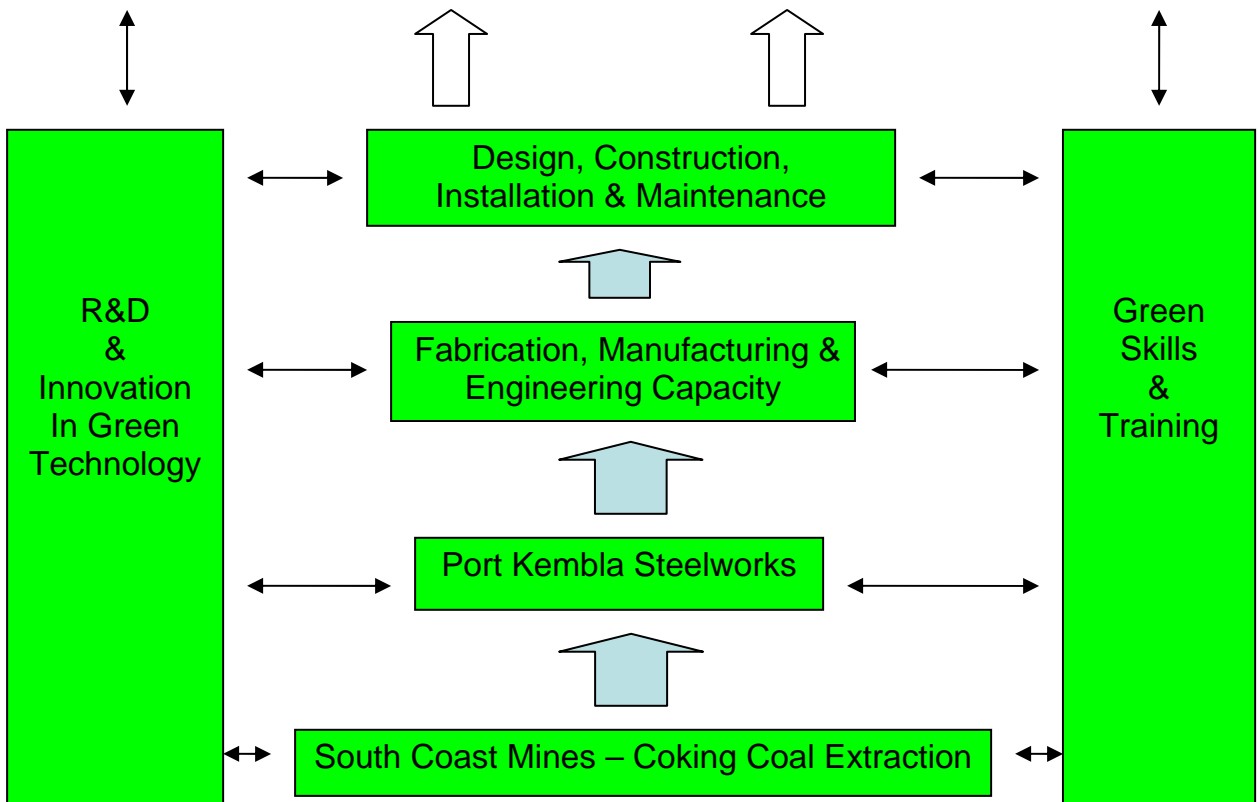 Design, Construction,
Installation & Maintenance
R&D
&
Innovation
In Green
Technology
Fabrication, Manufacturing &
Engineering Capacity
Green
Skills
&
Training
Port Kembla Steelworks
South Coast Mines – Coking Coal Extraction